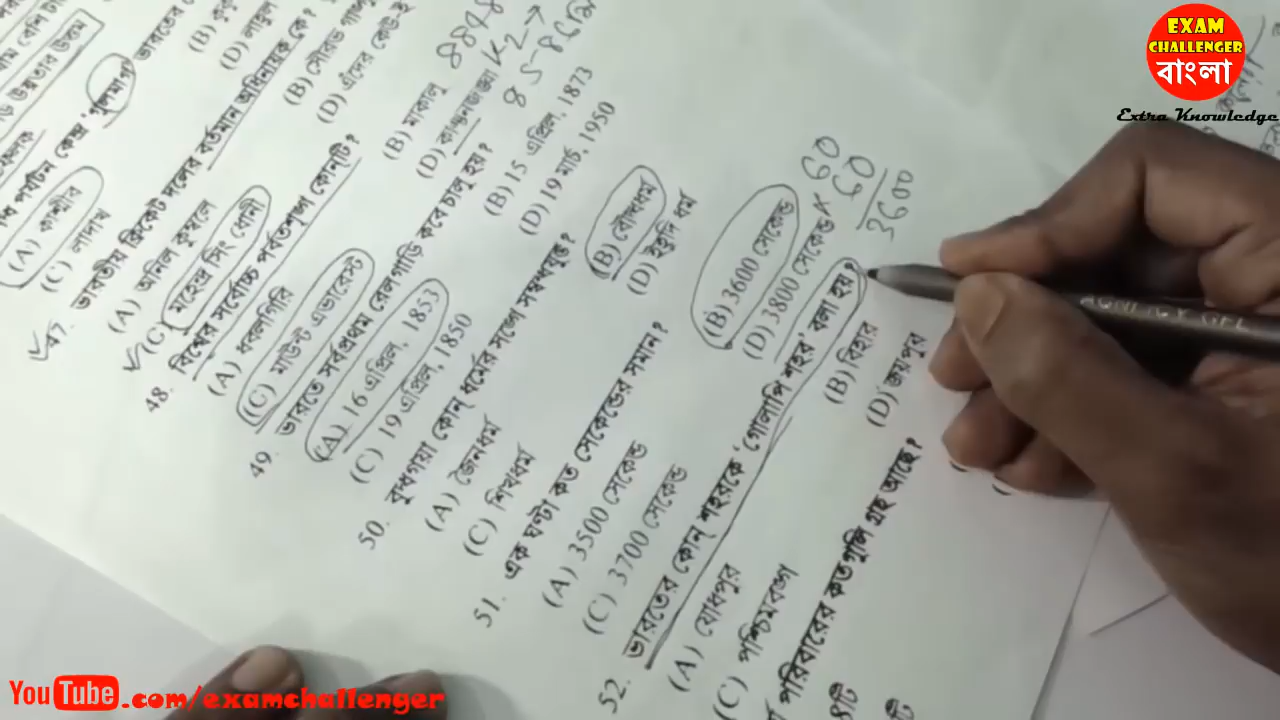 EXAM
CHALLENGER
বাংলা
Extra Knowledge
(A) কাশ্মীর
(C) লাদাখ
47. ভারতীয় ক্রিকেট দলের বর্তমান অধিনায়ক কে?
(A) অনিল কুম্বলে
(C) মহেন্দ্র সিং ধোনী
(D) এঁদের কেউ
48. বিশ্বের সর্বোচ্চ পর্বতশৃঙ্গ কোনটি?
(A) ধবলগিরি
(B) মাকালু
(C) মাউন্ট এভারেস্ট
(D) কাঞ্চনজঙ্ঘা K2→
49. ভারতে সর্বপ্রথম রেলগাড়ি কবে চালু হয়?
(A) 16 এপ্রিল, 1853
(B) 15 এপ্রিল, 1873
(C) 19 এপ্রিল, 1850
(D) 19 মার্চ, 1950
50. বুদ্ধগয়া কোন্ ধর্মের সঙ্গে সম্বন্ধযুক্ত?
(A) জৈনধর্ম
(B) বৌদ্ধধর্ম
(C) শিখধর্ম
(D) ইহুদি ধর্ম
51. এক ঘণ্টা কত সেকেন্ডের সমান?
(A) 3500 সেকেন্ড
(B) 3600 সেকেন্ড
(C) 3700 সেকেন্ড
(D) 3800 সেকেন্ড
60
60
3600
52. ভারতের কোন্ শহরকে 'গোলাপি শহর' বলা হয়?
(A) যোধপুর
(B) বিহার
(C) পশ্চিমবঙ্গ
(D) জয়পুর
পরিবারের কতগুলি গ্রহ আছে?
YouTube.com/examchallenger